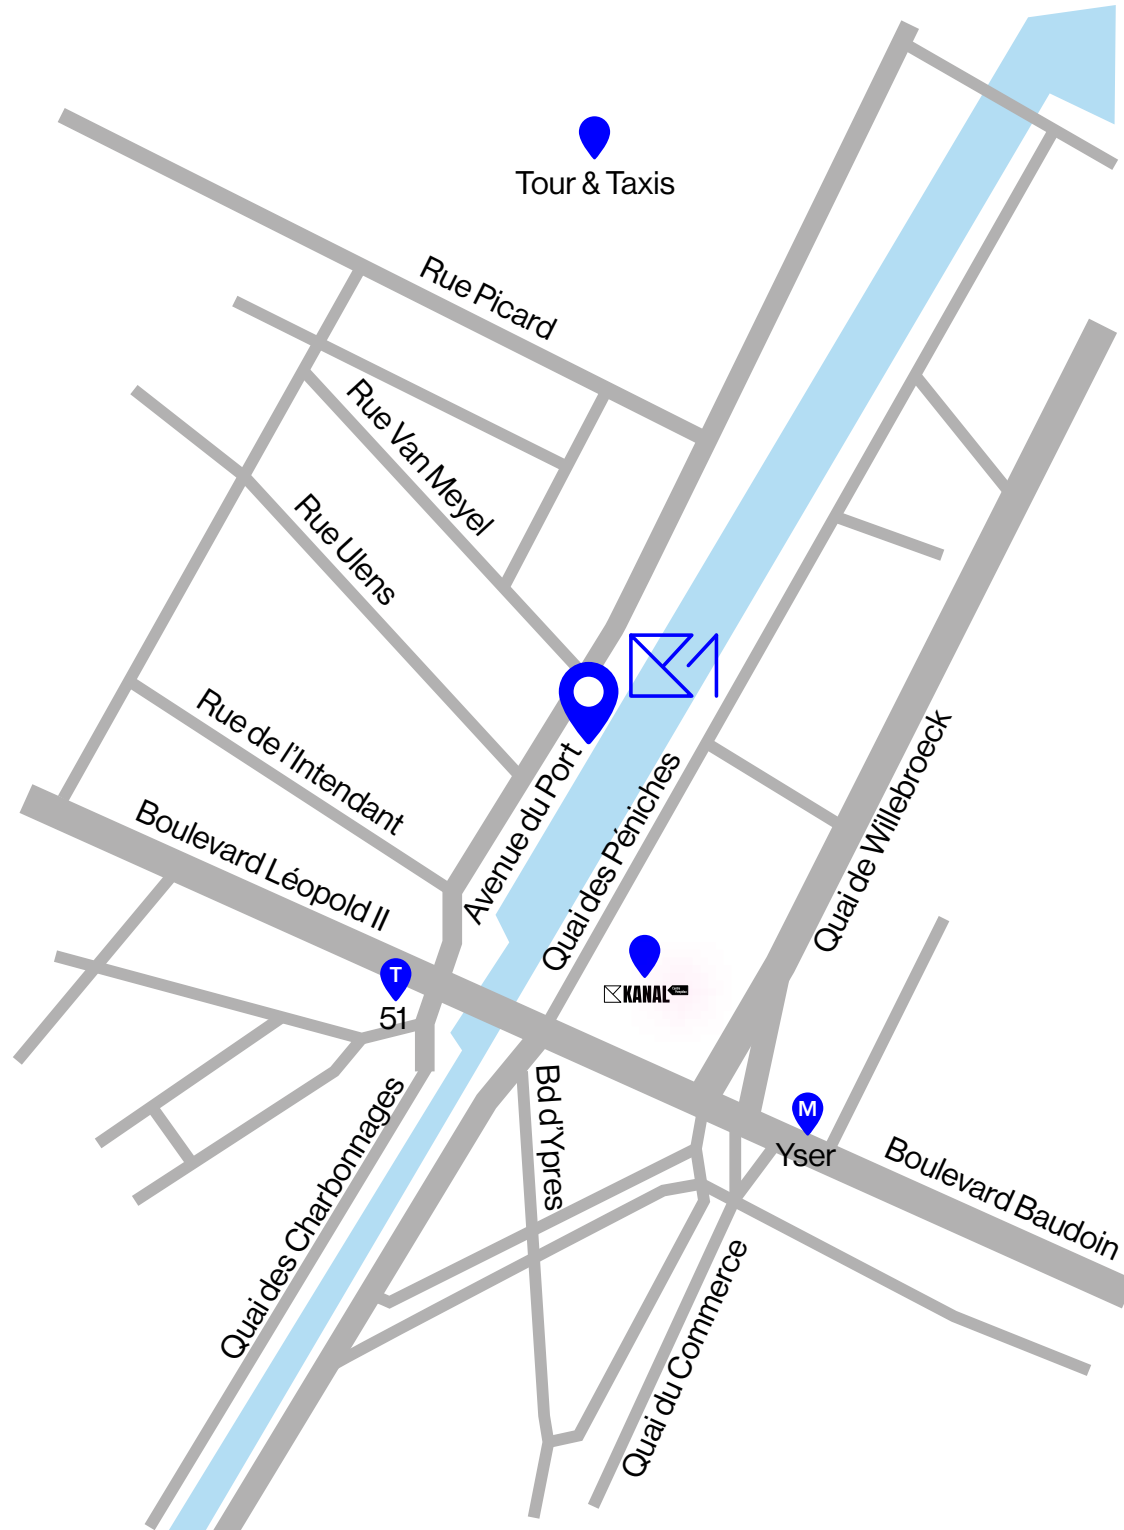 Tour & Taxis
Rue Picard
Rue Van Meyel
Rue Ulens
Rue de l'Intendant
Boulevard Léopold II
Avenue du Port
Quai des Péniches
Quai de Willebroeck
KANAL
T
51
M
Yser
Bd d'Ypres
Boulevard Baudoin
Quai des Charbonnages
Quai du Commerce